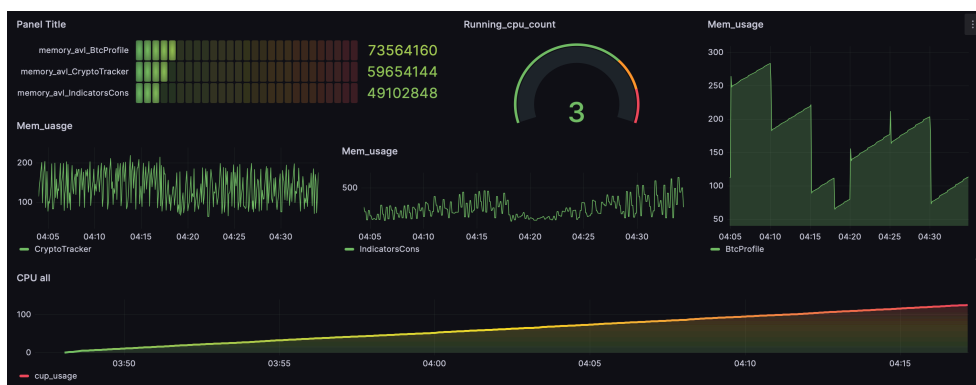 Panel Title
memory_avl_BtcProfile 73564160
memory_avl_CryptoTracker 59654144
memory_avl_IndicatorsCons 49102848
Running_cpu_count
3
Mem_usage
300
250
200
150
100
50
04:05 04:10 04:15 04:20 04:25 04:30
BtcProfile
Mem_uasge
200
100
04:05 04:10 04:15 04:20 04:25 04:30
CryptoTracker
Mem_usage
500
04:05 04:10 04:15 04:20 04:25 04:30
IndicatorsCons
CPU all
100
0
03:50 03:55 04:00 04:05 04:10 04:15
cup_usage